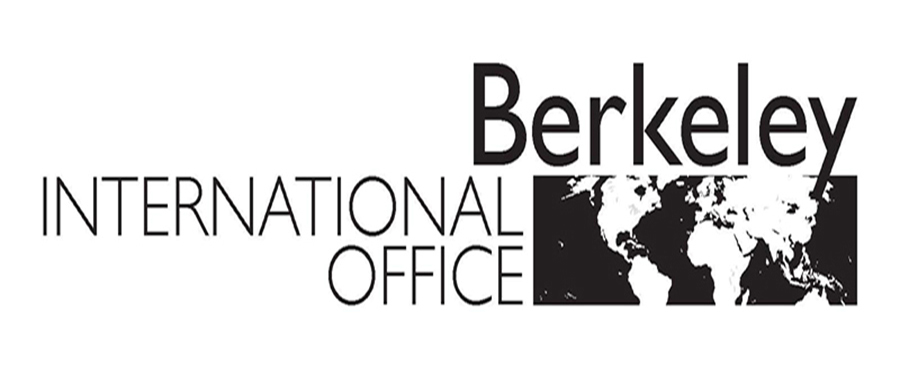 Berkeley
INTERNATIONAL
OFFICE